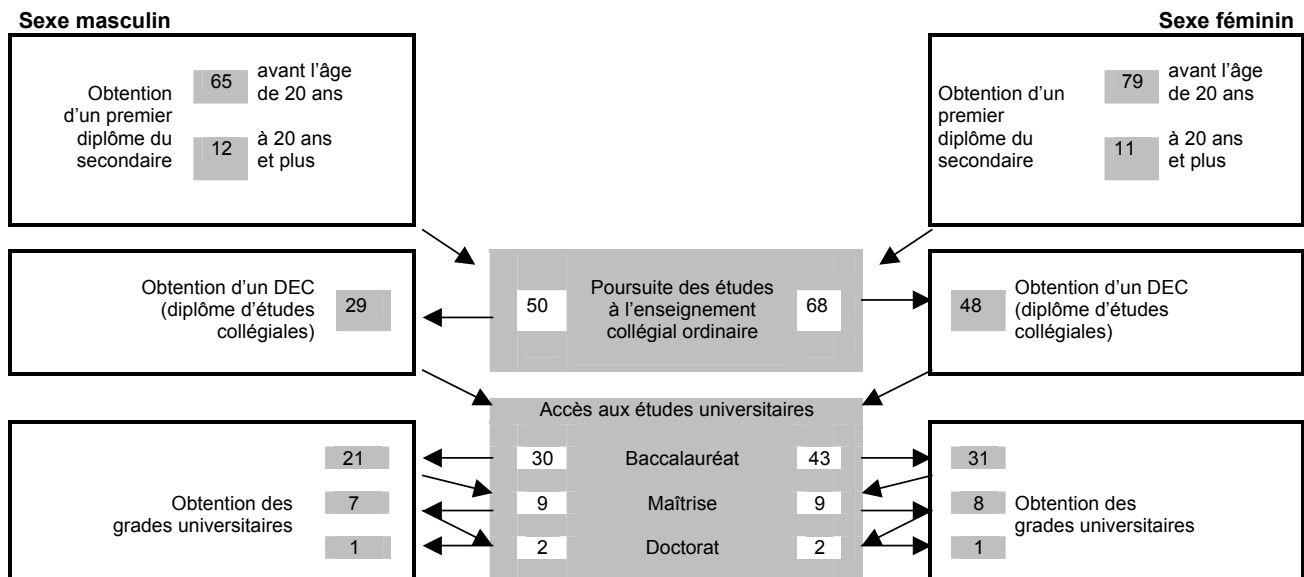 Sexe masculin
Sexe féminin
Obtention
d'un premier
diplôme du
secondaire
65
avant l'âge
de 20 ans
12
à 20 ans
et plus
Obtention d'un
premier
diplôme du
secondaire
79
avant l'âge
de 20 ans
11
à 20 ans
et plus
Obtention d'un DEC
(diplôme d'études
collégiales)
29
50
Poursuite des études
à l'enseignement
collégial ordinaire
68
48
Obtention d'un DEC
(diplôme d'études
collégiales)
Accès aux études universitaires
21
30
Baccalauréat
43
31
Obtention des
grades universitaires
7
9
Maîtrise
9
8
Obtention des
grades universitaires
1
2
Doctorat
2
1